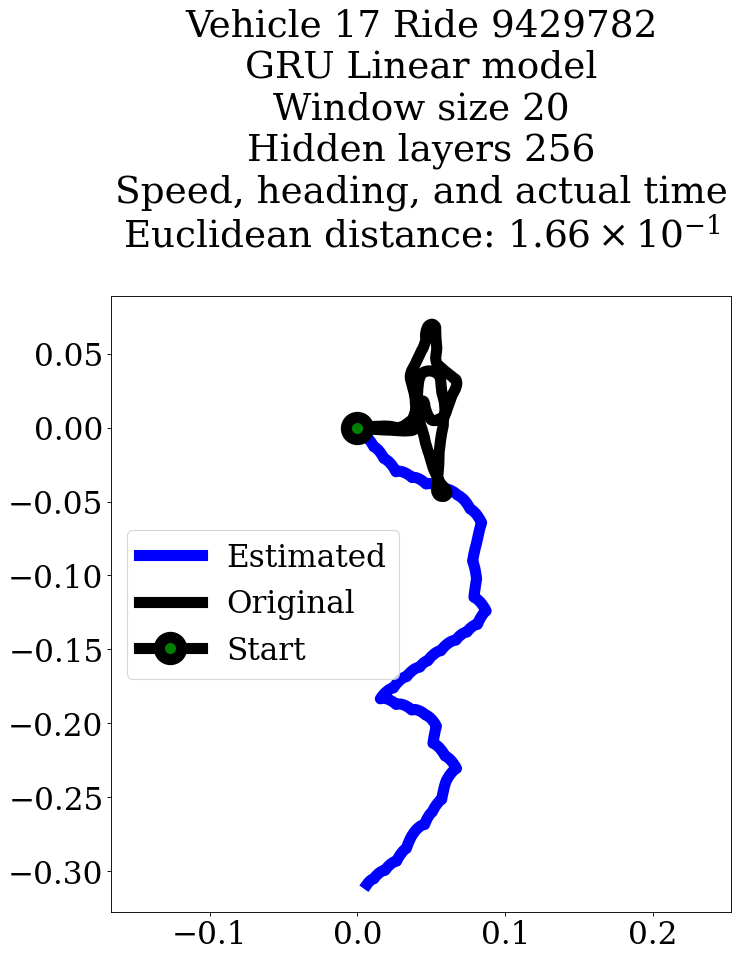 Vehicle 17 Ride 9429782
GRU Linear model
Window size 20
Hidden layers 256
Speed, heading, and actual time
Euclidean distance: 1.66 × 10⁻¹
0.05
0.00
−0.05
−0.10
−0.15
−0.20
−0.25
−0.30
Estimated
Original
Start
−0.1
0.0
0.1
0.2